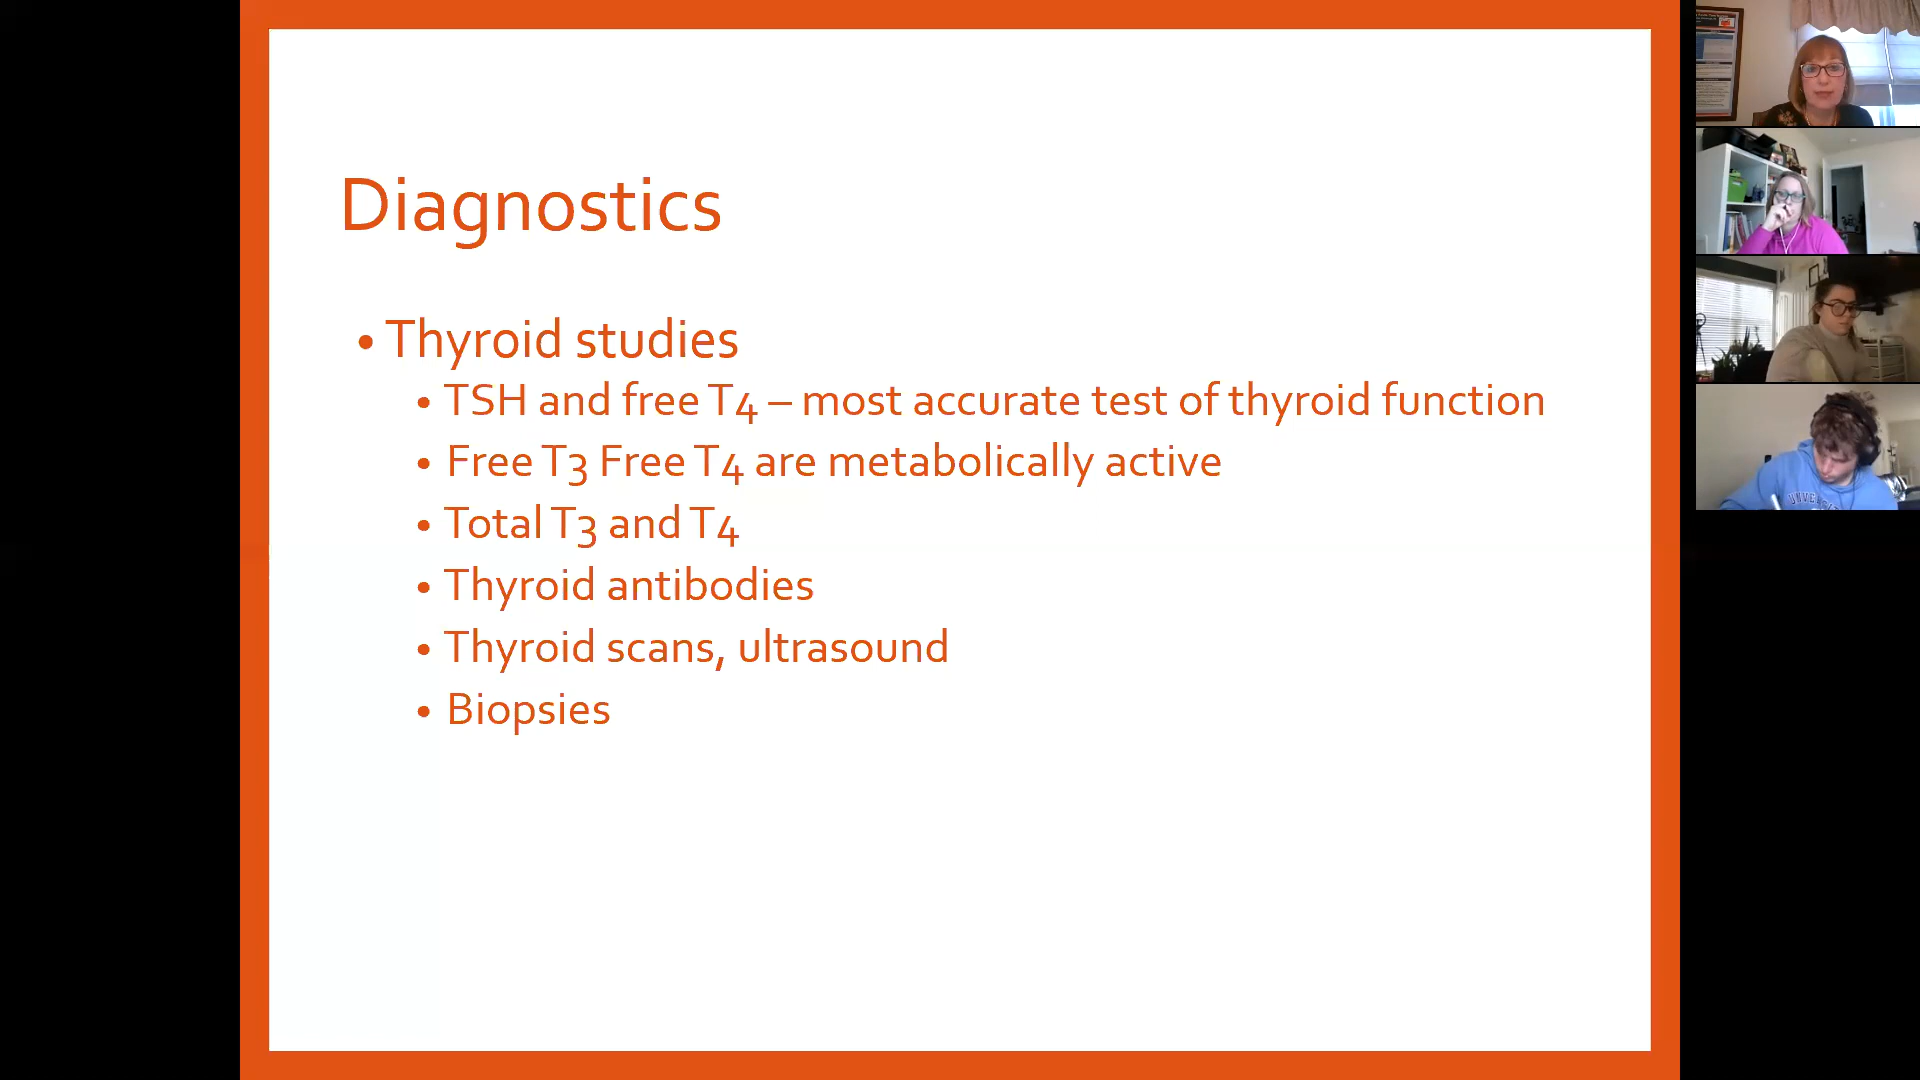 Diagnostics
• Thyroid studies
• TSH and free T4 – most accurate test of thyroid function
• Free T3 Free T4 are metabolically active
• Total T3 and T4
• Thyroid antibodies
• Thyroid scans, ultrasound
• Biopsies